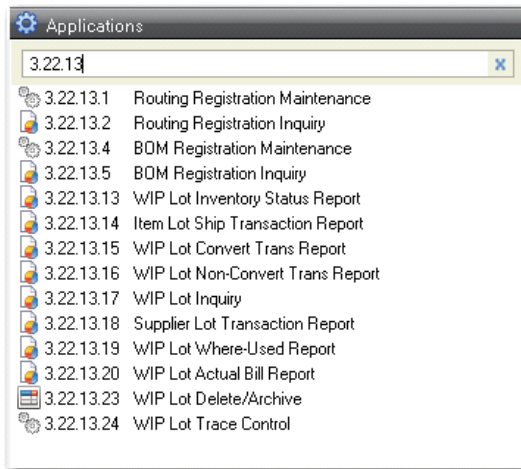 Applications
3.22.13
3.22.13.1 Routing Registration Maintenance
3.22.13.2 Routing Registration Inquiry
3.22.13.4 BOM Registration Maintenance
3.22.13.5 BOM Registration Inquiry
3.22.13.13 WIP Lot Inventory Status Report
3.22.13.14 Item Lot Ship Transaction Report
3.22.13.15 WIP Lot Convert Trans Report
3.22.13.16 WIP Lot Non-Convert Trans Report
3.22.13.17 WIP Lot Inquiry
3.22.13.18 Supplier Lot Transaction Report
3.22.13.19 WIP Lot Where-Used Report
3.22.13.20 WIP Lot Actual Bill Report
3.22.13.23 WIP Lot Delete/Archive
3.22.13.24 WIP Lot Trace Control